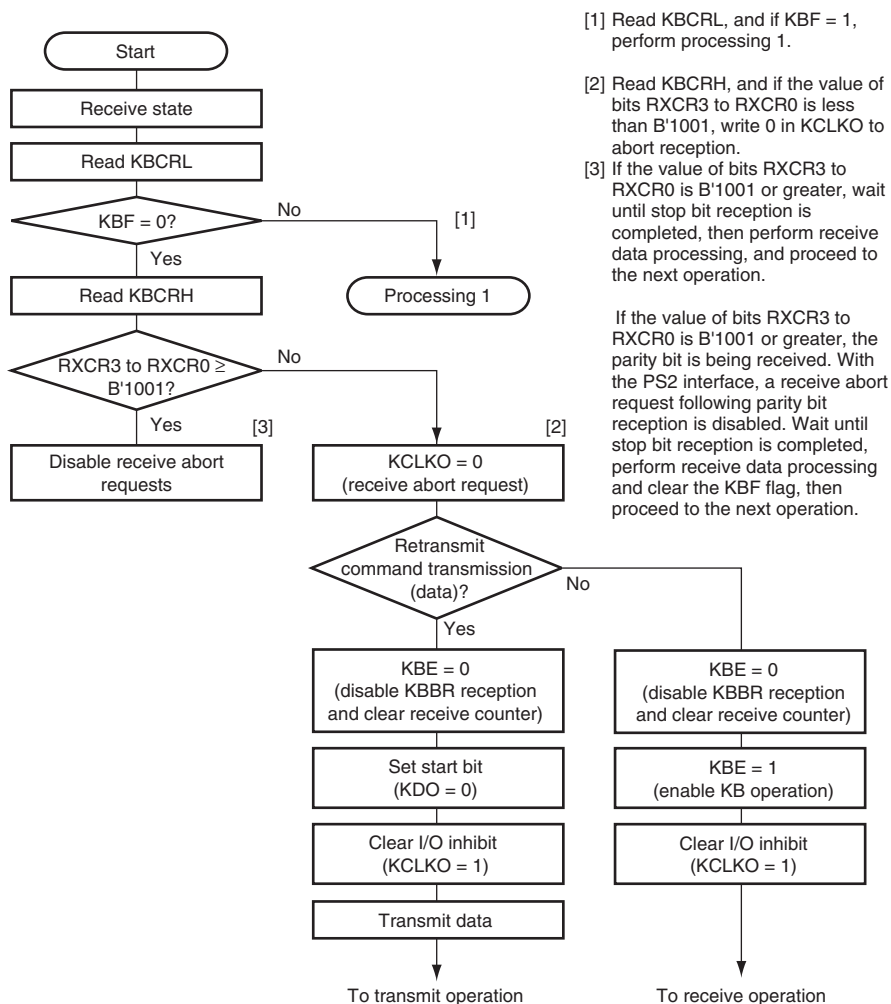 Start
Receive state
Read KBCRL
KBF = 0?
No
[1]
Yes
Processing 1
Read KBCRH
RXCR3 to RXCR0 ≥
B'1001?
No
Yes
[3]
Disable receive abort
requests
[2]
KCLKO = 0
(receive abort request)
Retransmit
command transmission
(data)?
No
Yes
KBE = 0
(disable KBBR reception
and clear receive counter)
Set start bit
(KDO = 0)
Clear I/O inhibit
(KCLKO = 1)
Transmit data
To transmit operation
KBE = 0
(disable KBBR reception
and clear receive counter)
KBE = 1
(enable KB operation)
Clear I/O inhibit
(KCLKO = 1)
To receive operation
[1] Read KBCRL, and if KBF = 1,
perform processing 1.
[2] Read KBCRH, and if the value of
bits RXCR3 to RXCR0 is less
than B'1001, write 0 in KCLKO to
abort reception.
[3] If the value of bits RXCR3 to
RXCR0 is B'1001 or greater, wait
until stop bit reception is
completed, then perform receive
data processing, and proceed to
the next operation.
If the value of bits RXCR3 to
RXCR0 is B'1001 or greater, the
parity bit is being received. With
the PS2 interface, a receive abort
request following parity bit
reception is disabled. Wait until
stop bit reception is completed,
perform receive data processing
and clear the KBF flag, then
proceed to the next operation.